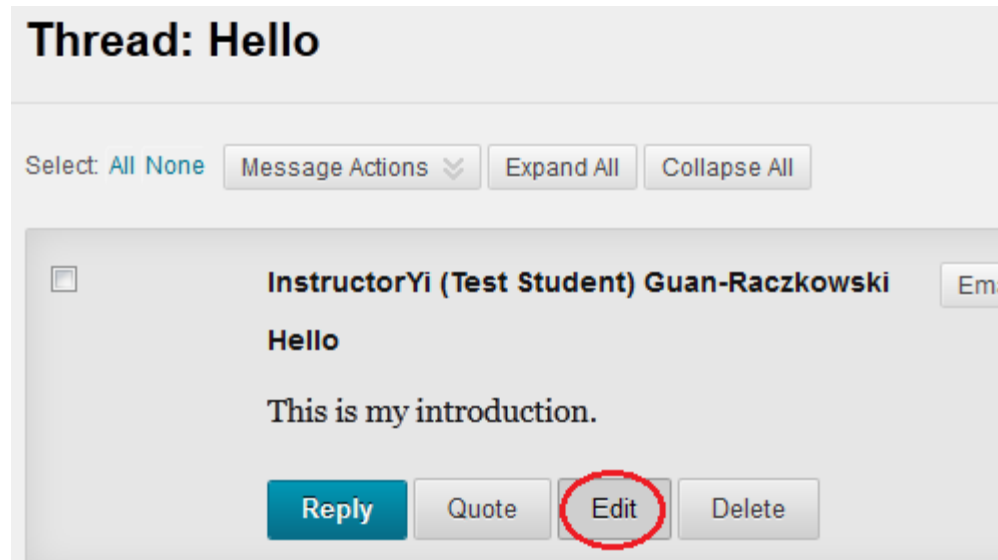 Thread: Hello
Select: All None Message Actions Expand All Collapse All
InstructorYi (Test Student) Guan-Raczkowski
Hello
This is my introduction.
Reply Quote Edit Delete